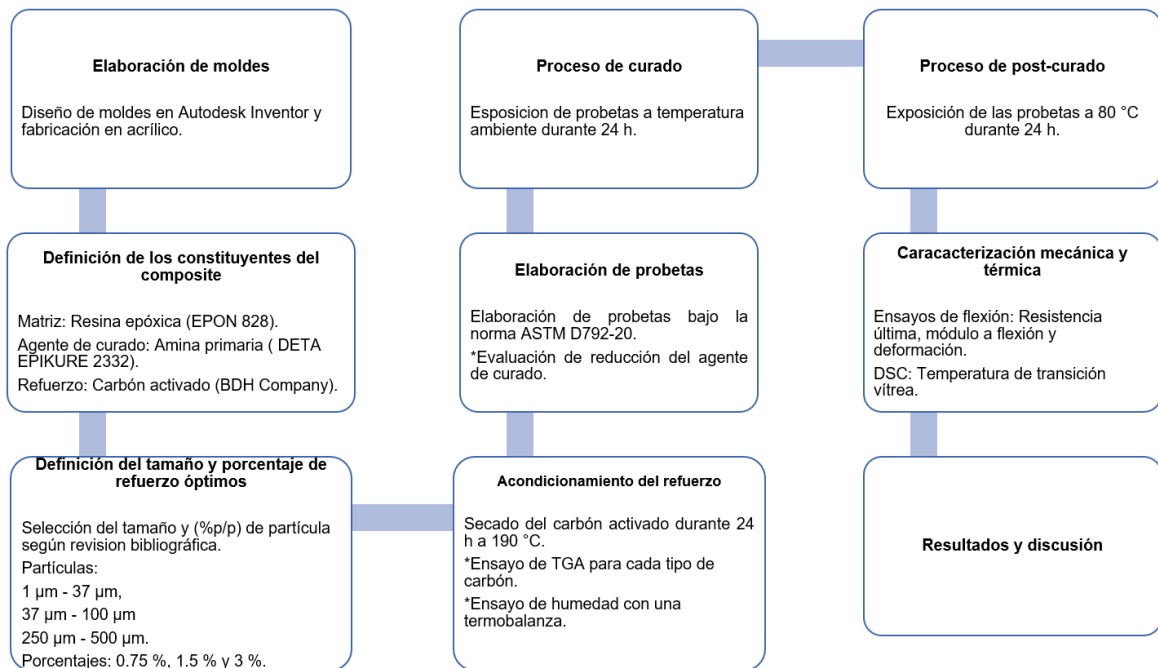 Elaboración de moldes
Diseño de moldes en Autodesk Inventor y
fabricación en acrílico.
Definición de los constituyentes del
composite
Matriz: Resina epóxica (EPON 828).
Agente de curado: Amina primaria ( DETA
EPIKURE 2332).
Refuerzo: Carbón activado (BDH Company).
Definición del tamaño y porcentaje de
refuerzo óptimos
Selección del tamaño y (%p/p) de partícula
según revision bibliográfica.
Partículas:
1 µm - 37 µm,
37 µm - 100 µm
250 µm - 500 µm.
Porcentajes: 0.75 %, 1.5 % y 3 %.
Acondicionamiento del refuerzo
Secado del carbón activado durante 24
h a 190 °C.
*Ensayo de TGA para cada tipo de
carbón.
*Ensayo de humedad con una
termobalanza.
Elaboración de probetas
Elaboración de probetas bajo la
norma ASTM D792-20.
*Evaluación de reducción del agente
de curado.
Proceso de curado
Esposicion de probetas a temperatura
ambiente durante 24 h.
Proceso de post-curado
Exposición de las probetas a 80 °C
durante 24 h.
Caracacterización mecánica y
térmica
Ensayos de flexión: Resistencia
última, módulo a flexión y
deformación.
DSC: Temperatura de transición
vítrea.
Resultados y discusión